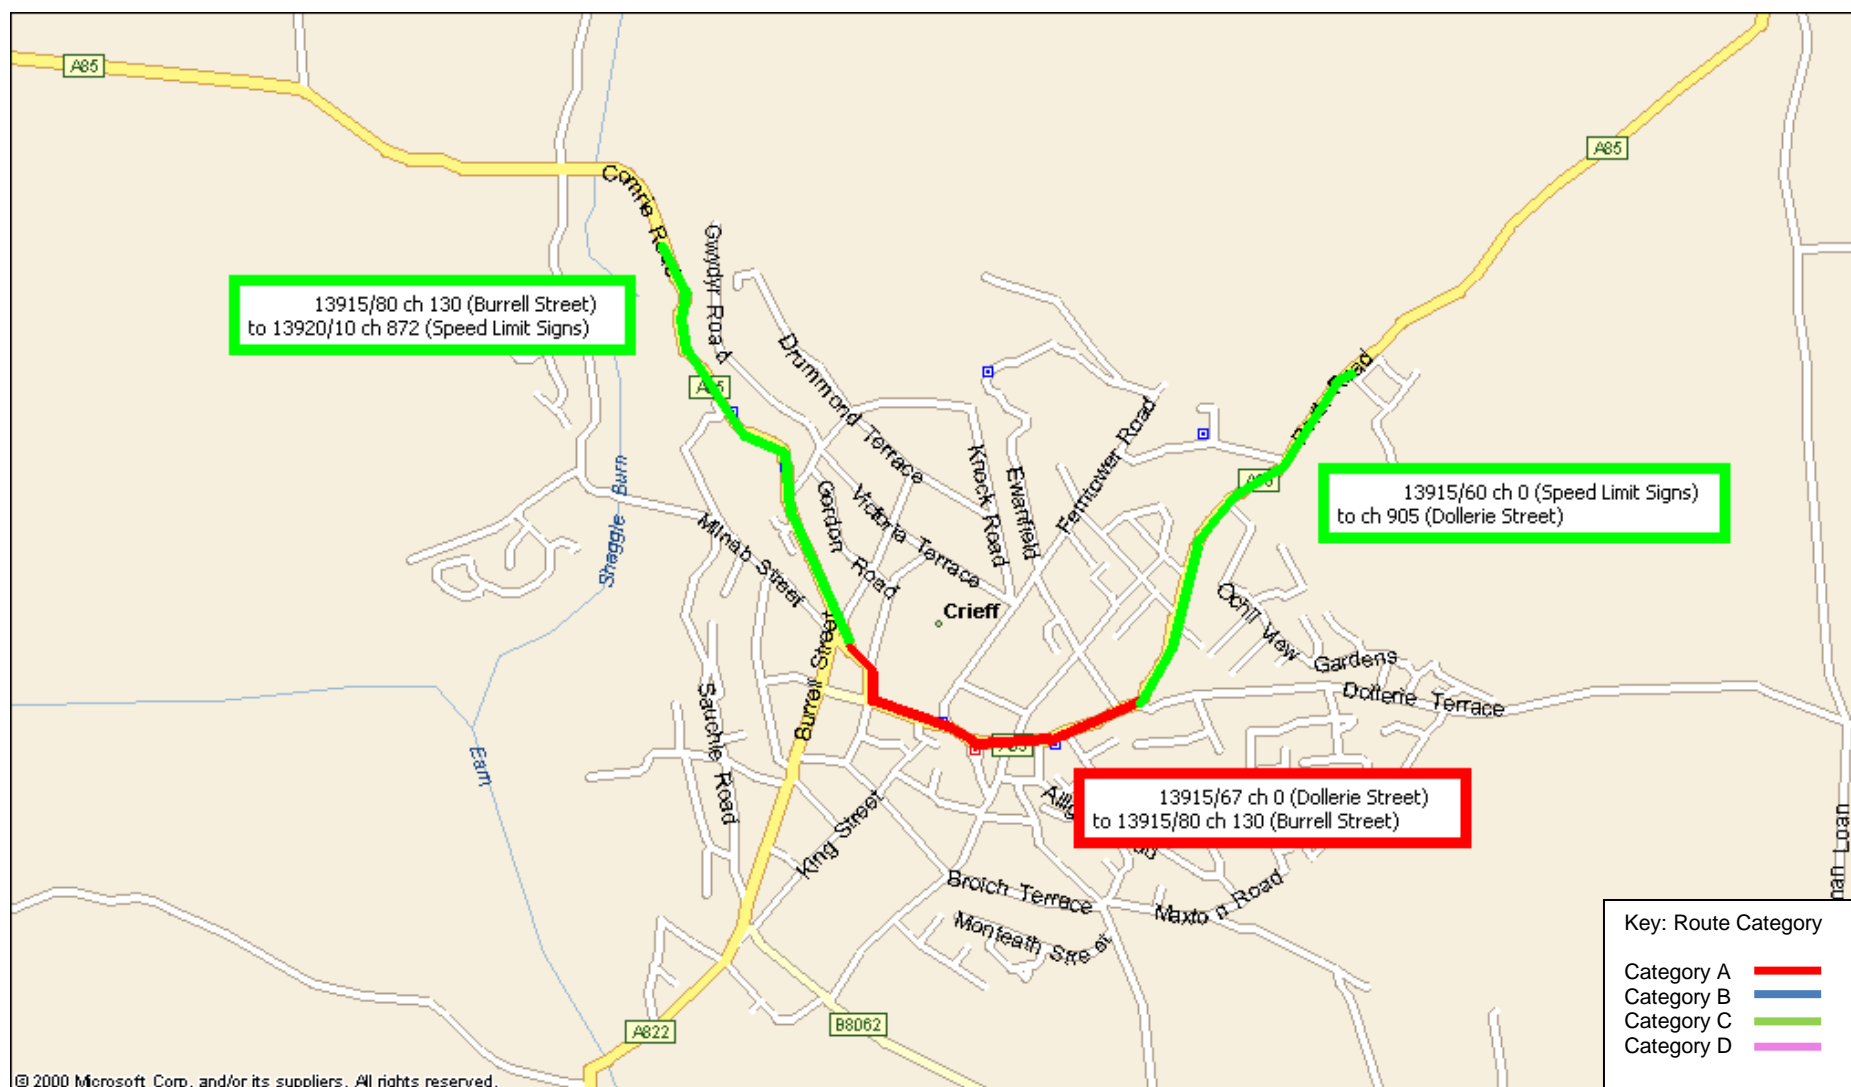 A85
A85
Comrie Road
Gwydyr Road
13915/80 ch 130 (Burrell Street)
to 13920/10 ch 872 (Speed Limit Signs)
Drummond Terrace
Perth Road
A85
Ferntower Road
Knock Road
Ewanfield
Shaggie Burn
Milnab Street
Gordon Road
Victoria Terrace
A85
13915/60 ch 0 (Speed Limit Signs)
to ch 905 (Dollerie Street)
Crieff
Ochil View Gardens
Dollerie Terrace
Burrell Street
Sauchie Road
Earn
A85
13915/67 ch 0 (Dollerie Street)
to 13915/80 ch 130 (Burrell Street)
King Street
Broich Terrace
Maxton Road
Monteath Street
Loan
A822
B8062
Key: Route Category
Category A
Category B
Category C
Category D
© 2000 Microsoft Corp. and/or its suppliers. All rights reserved.